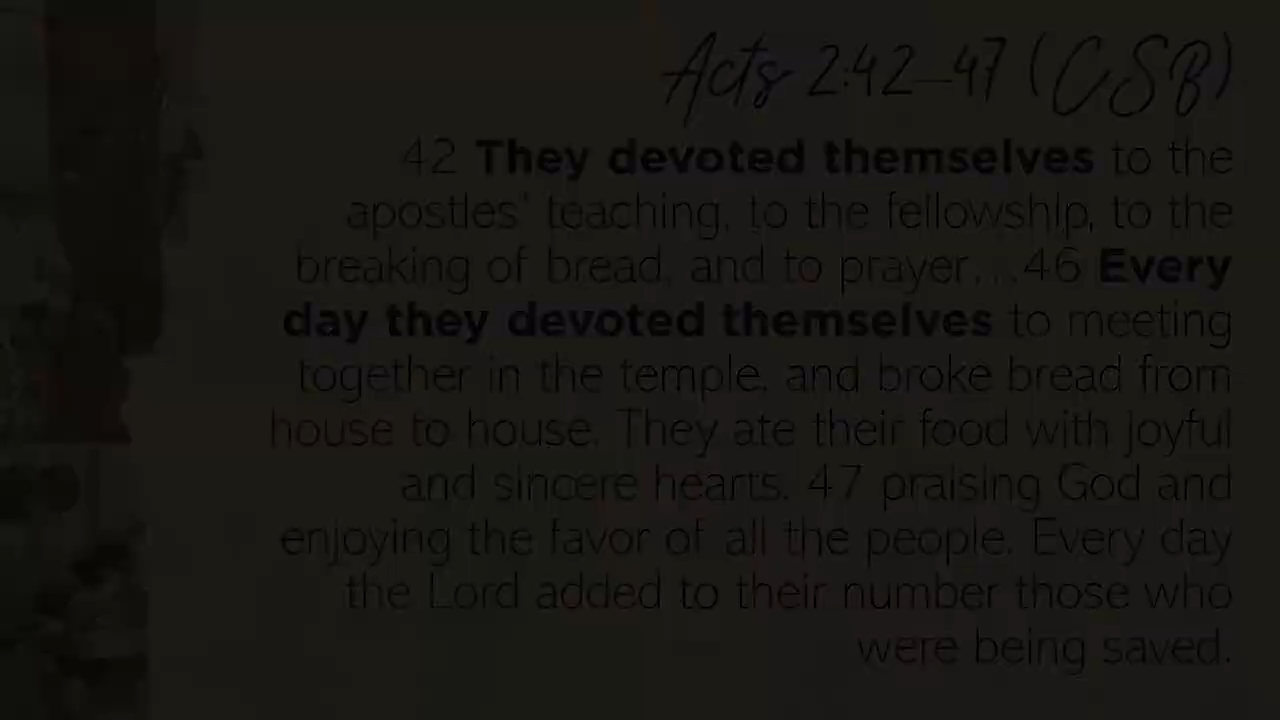 Acts 2:42–47 (CSB)
42 They devoted themselves to the
apostles' teaching, to the fellowship, to the
breaking of bread, and to prayer...46 Every
day they devoted themselves to meeting
together in the temple, and broke bread from
house to house. They ate their food with joyful
and sincere hearts, 47 praising God and
enjoying the favor of all the people. Every day
the Lord added to their number those who
were being saved.